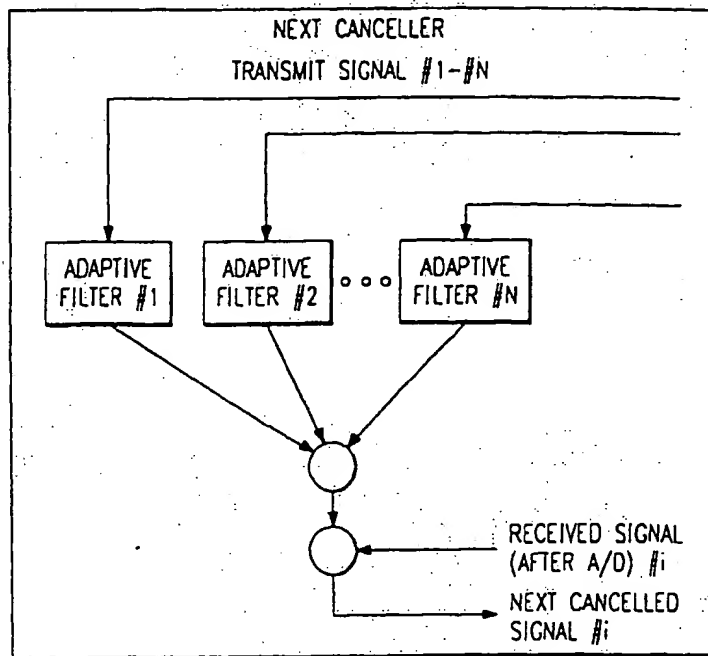 NEXT CANCELLER
TRANSMIT SIGNAL #1-#N
ADAPTIVE
FILTER #1
ADAPTIVE
FILTER #2
ADAPTIVE
FILTER #N
RECEIVED SIGNAL
(AFTER A/D) #i
NEXT CANCELLED
SIGNAL #i